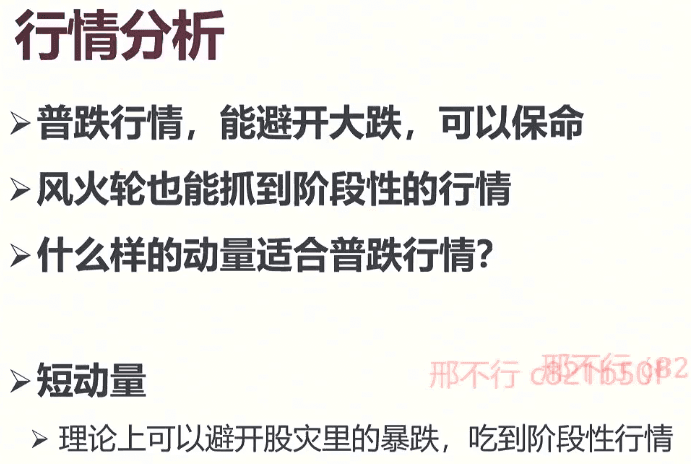 行情分析
➢普跌行情，能避开大跌，可以保命
➢风火轮也能抓到阶段性的行情
➢什么样的动量适合普跌行情？
➢短动量
邢不行 c821b50f
邢不行 c82
➢理论上可以避开股灾里的暴跌，吃到阶段性行情